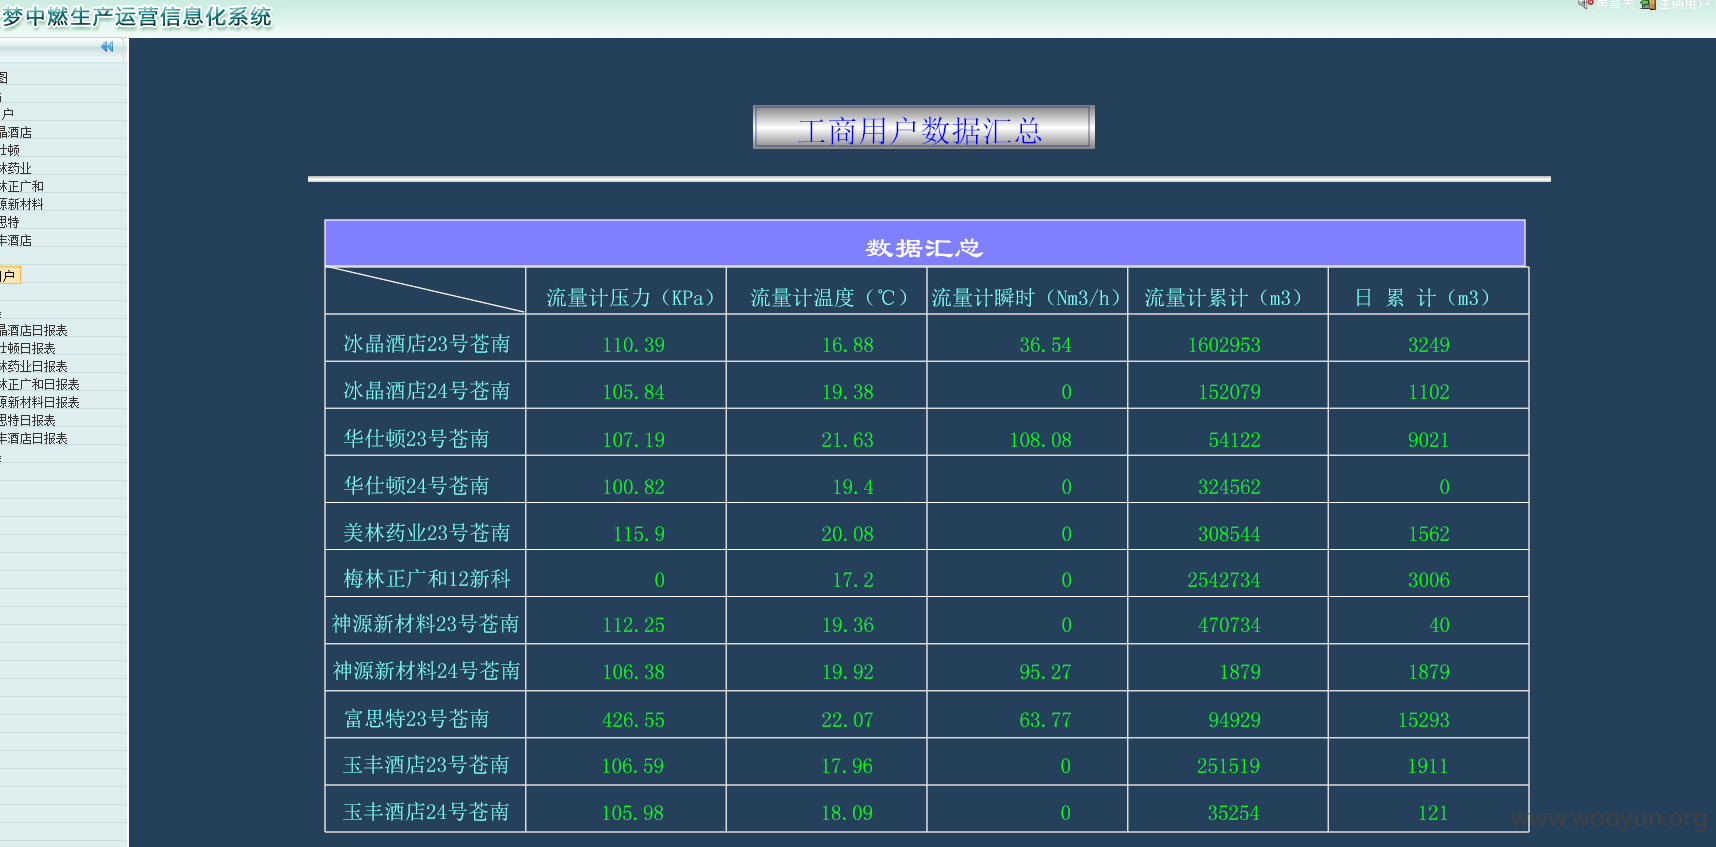 梦中燃生产运营信息化系统
声音关 注销用户
图
户
晶酒店
仕顿
林药业
林正广和
源新材料
思特
丰酒店
户
晶酒店日报表
仕顿日报表
林药业日报表
林正广和日报表
源新材料日报表
思特日报表
丰酒店日报表
工商用户数据汇总
数据汇总
流量计压力（KPa） 流量计温度（℃） 流量计瞬时（Nm3/h） 流量计累计（m3） 日 累 计（m3）
冰晶酒店23号苍南 110.39 16.88 36.54 1602953 3249
冰晶酒店24号苍南 105.84 19.38 0 152079 1102
华仕顿23号苍南 107.19 21.63 108.08 54122 9021
华仕顿24号苍南 100.82 19.4 0 324562 0
美林药业23号苍南 115.9 20.08 0 308544 1562
梅林正广和12新科 0 17.2 0 2542734 3006
神源新材料23号苍南 112.25 19.36 0 470734 40
神源新材料24号苍南 106.38 19.92 95.27 1879 1879
富思特23号苍南 426.55 22.07 63.77 94929 15293
玉丰酒店23号苍南 106.59 17.96 0 251519 1911
玉丰酒店24号苍南 105.98 18.09 0 35254 121
www.wooyun.org